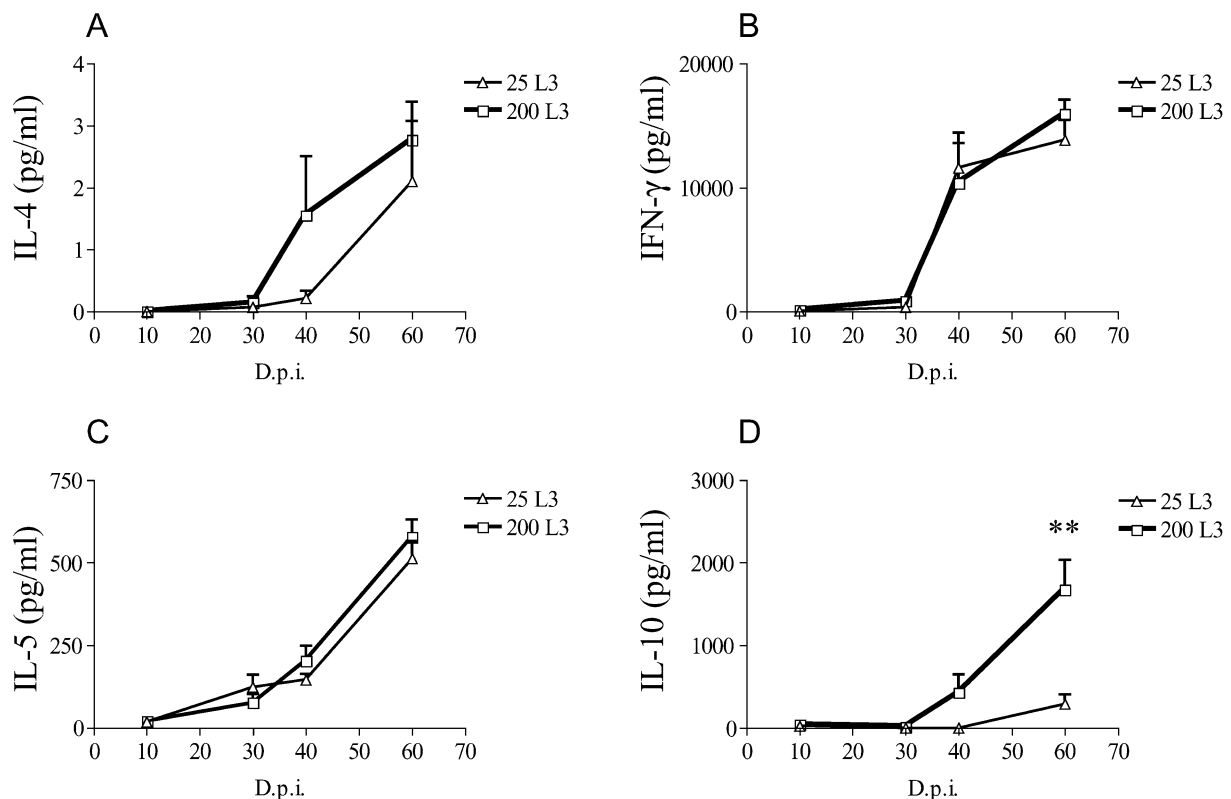 A
IL-4 (pg/ml)
4
3
2
1
0
0 10 20 30 40 50 60 70
D.p.i.
25 L3
200 L3
B
IFN-γ (pg/ml)
20000
10000
0
0 10 20 30 40 50 60 70
D.p.i.
25 L3
200 L3
C
IL-5 (pg/ml)
750
500
250
0
0 10 20 30 40 50 60 70
D.p.i.
25 L3
200 L3
D
IL-10 (pg/ml)
3000
2000
1000
0
0 10 20 30 40 50 60 70
D.p.i.
**
25 L3
200 L3